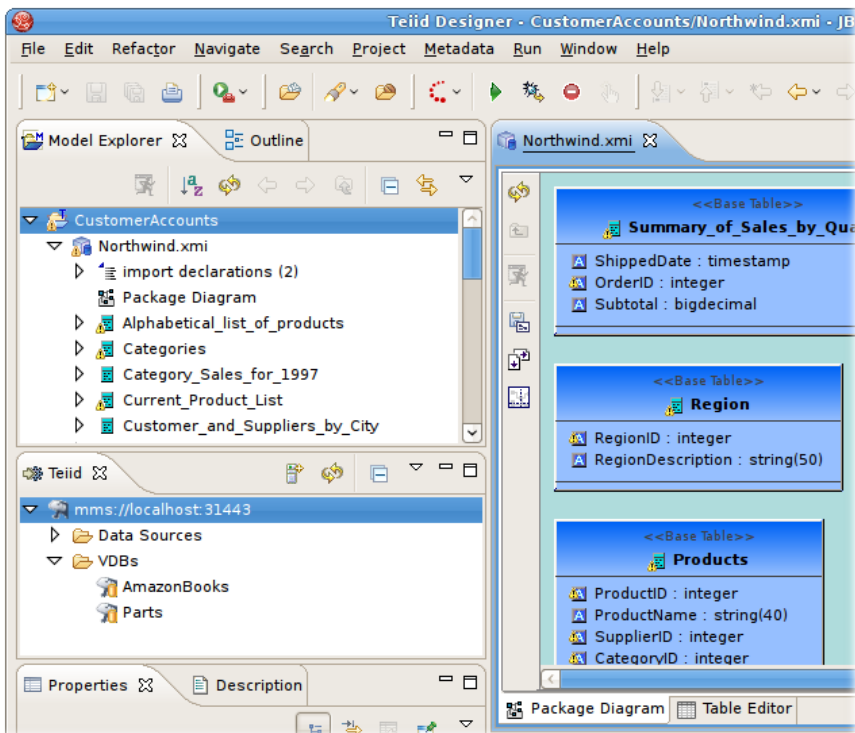 Teiid Designer - CustomerAccounts/Northwind.xmi - JB
File Edit Refactor Navigate Search Project Metadata Run Window Help
Model Explorer Outline
CustomerAccounts
Northwind.xmi
import declarations (2)
Package Diagram
Alphabetical_list_of_products
Categories
Category_Sales_for_1997
Current_Product_List
Customer_and_Suppliers_by_City
Teiid
mms://localhost:31443
Data Sources
VDBs
AmazonBooks
Parts
Properties Description
Northwind.xmi
<<Base Table>>
Summary_of_Sales_by_Qua
ShippedDate : timestamp
OrderID : integer
Subtotal : bigdecimal
<<Base Table>>
Region
RegionID : integer
RegionDescription : string(50)
<<Base Table>>
Products
ProductID : integer
ProductName : string(40)
SupplierID : integer
CategoryID : integer
Package Diagram Table Editor